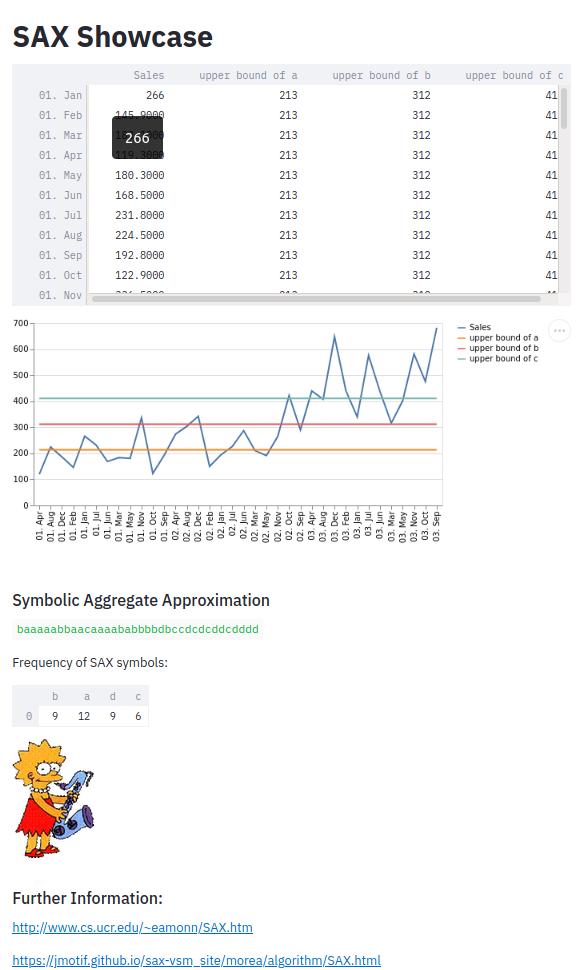 SAX Showcase
Sales upper bound of a upper bound of b upper bound of c
01. Jan 266 213 312 41
01. Feb 145.9000 213 312 41
01. Mar 213 312 41
266
01. Apr 119.3000 213 312 41
01. May 180.3000 213 312 41
01. Jun 168.5000 213 312 41
01. Jul 231.8000 213 312 41
01. Aug 224.5000 213 312 41
01. Sep 192.8000 213 312 41
01. Oct 122.9000 213 312 41
01. Nov
700
600
500
400
300
200
100
0
Sales
upper bound of a
upper bound of b
upper bound of c
01. Apr 01. Aug 01. Dec 01. Feb 01. Jan 01. Jul 01. Jun 01. Mar 01. May 01. Nov 01. Oct 01. Sep 02. Apr 02. Aug 02. Dec 02. Feb 02. Jan 02. Jul 02. Jun 02. Mar 02. May 02. Nov 02. Oct 02. Sep 03. Apr 03. Aug 03. Dec 03. Feb 03. Jan 03. Jul 03. Jun 03. Mar 03. May 03. Nov 03. Oct 03. Sep
Symbolic Aggregate Approximation
baaaaabbaacaaaababbbbdbccdcdcddcdddd
Frequency of SAX symbols:
b a d c
0 9 12 9 6
Further Information:
http://www.cs.ucr.edu/~eamonn/SAX.htm
https://jmotif.github.io/sax-vsm_site/morea/algorithm/SAX.html